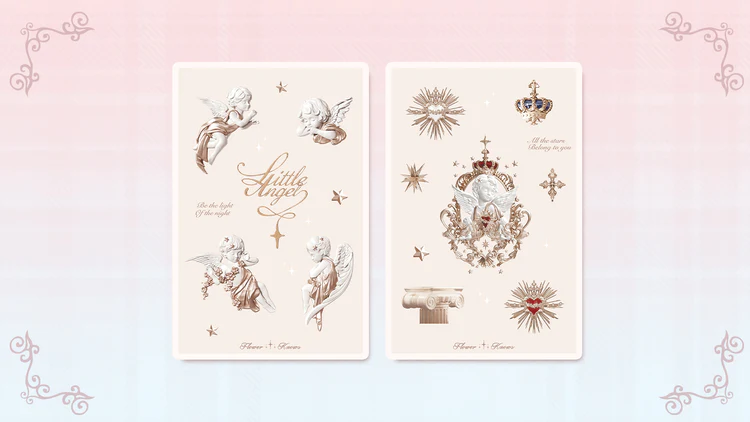 Little
Angel
Be the light
Of the night
Flower Knows
All the stars
Belong to you
Flower Knows